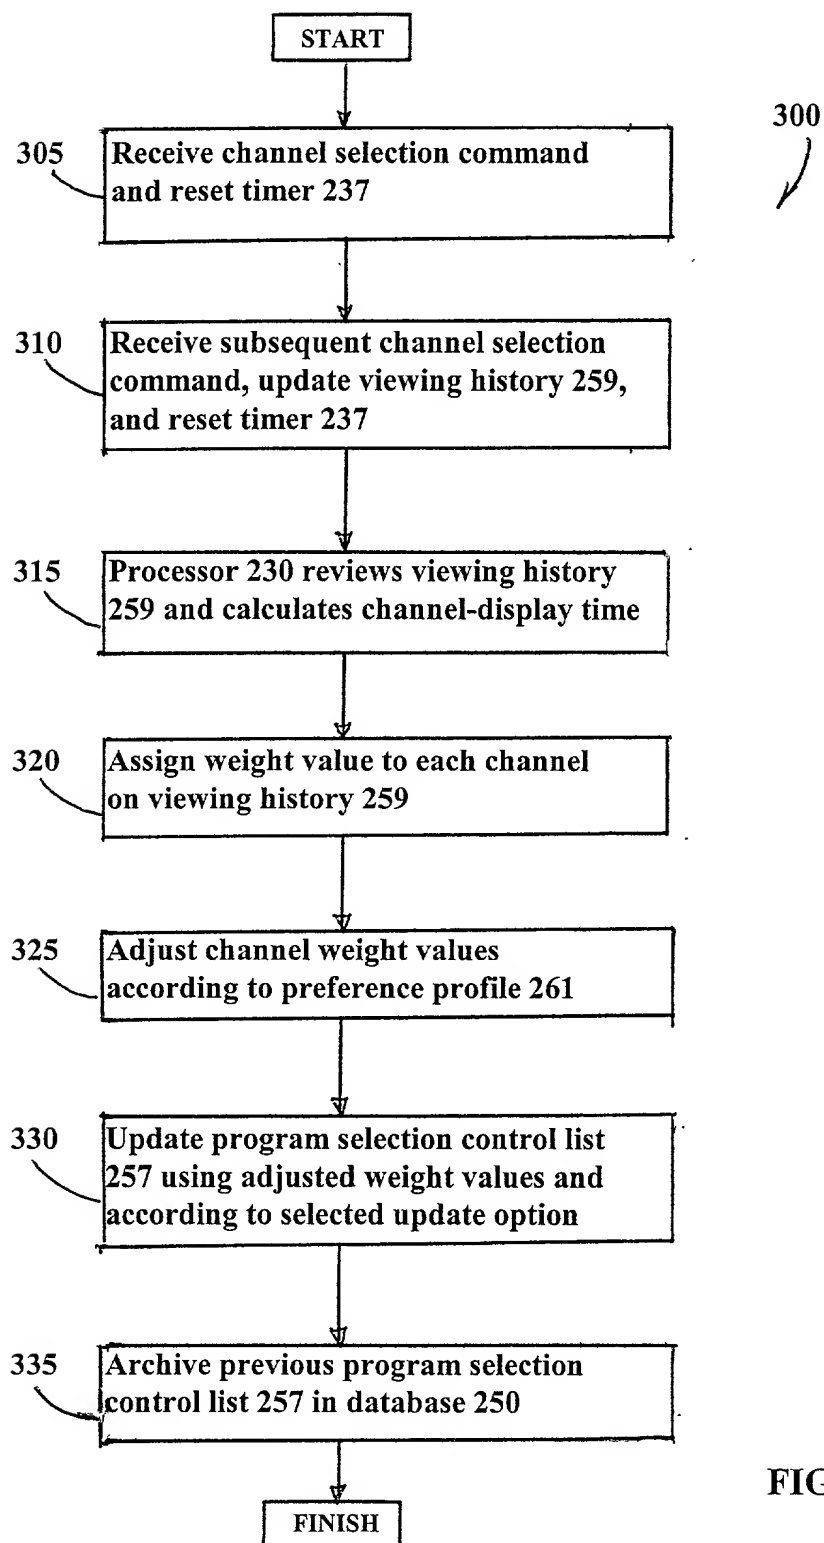 START
300
305
Receive channel selection command
and reset timer 237
310
Receive subsequent channel selection
command, update viewing history 259,
and reset timer 237
315
Processor 230 reviews viewing history
259 and calculates channel-display time
320
Assign weight value to each channel
on viewing history 259
325
Adjust channel weight values
according to preference profile 261
330
Update program selection control list
257 using adjusted weight values and
according to selected update option
335
Archive previous program selection
control list 257 in database 250
FINISH
FIG